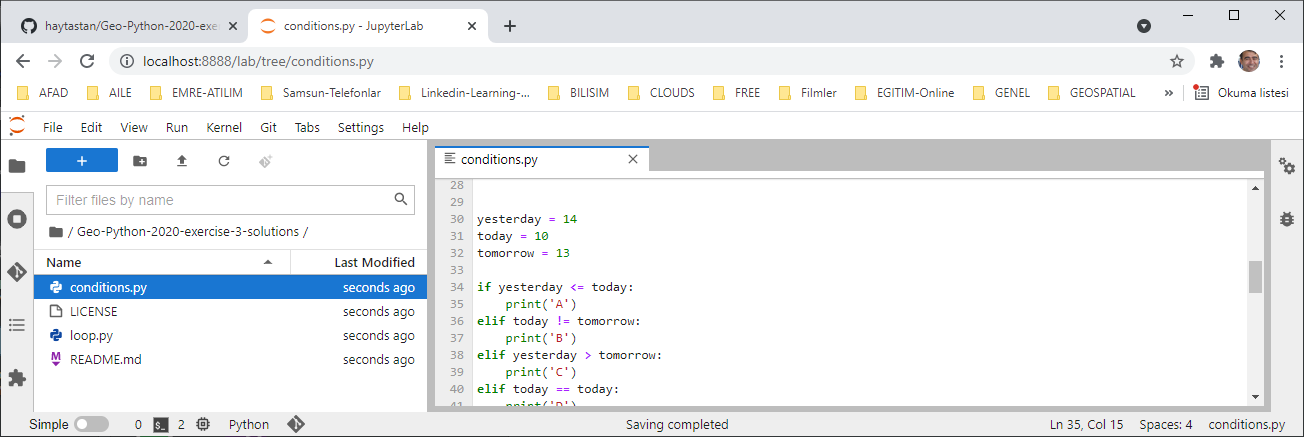 haytastan/Geo-Python-2020-exer
conditions.py - JupyterLab
localhost:8888/lab/tree/conditions.py
AFAD AILE EMRE-ATILIM Samsun-Telefonlar Linkedin-Learning-... BILISIM CLOUDS FREE Filmler EGITIM-Online GENEL GEOSPATIAL » Okuma listesi
File Edit View Run Kernel Git Tabs Settings Help
Filter files by name
/ Geo-Python-2020-exercise-3-solutions /
Name Last Modified
conditions.py seconds ago
LICENSE seconds ago
loop.py seconds ago
README.md seconds ago
conditions.py
28
29
30 yesterday = 14
31 today = 10
32 tomorrow = 13
33
34 if yesterday <= today:
35     print('A')
36 elif today != tomorrow:
37     print('B')
38 elif yesterday > tomorrow:
39     print('C')
40 elif today == today:
41     print('D')
Simple 0 $_ 2 Python Saving completed Ln 35, Col 15 Spaces: 4 conditions.py